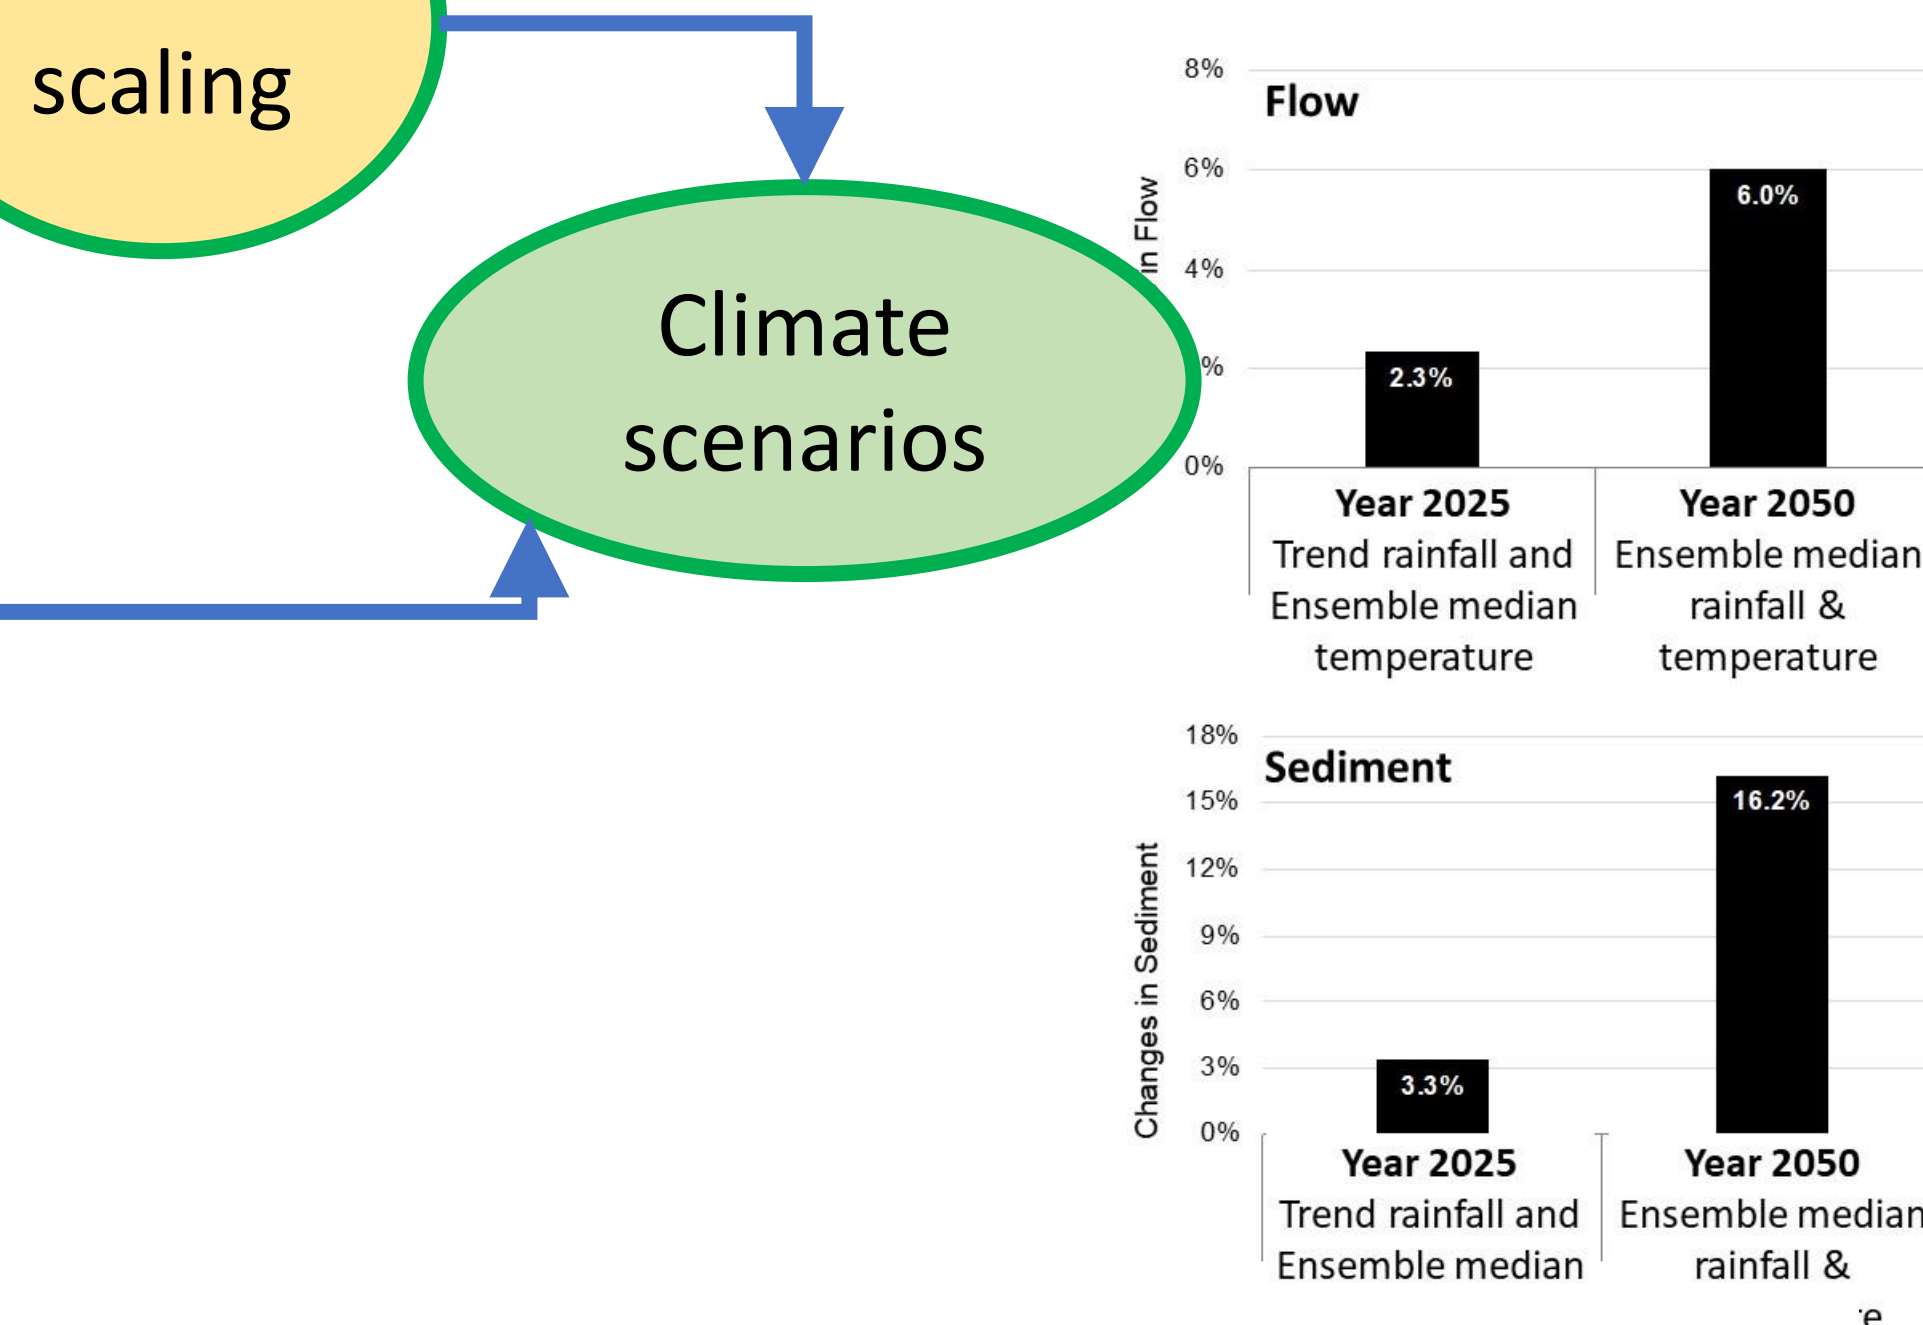 scaling
Climate
scenarios
8%
Flow
6%
4%
%
0%
in Flow
2.3%
6.0%
Year 2025
Trend rainfall and
Ensemble median
temperature
Year 2050
Ensemble median
rainfall &
temperature
18%
Sediment
15%
12%
9%
6%
3%
0%
Changes in Sediment
3.3%
16.2%
Year 2025
Trend rainfall and
Ensemble median
Year 2050
Ensemble median
rainfall &